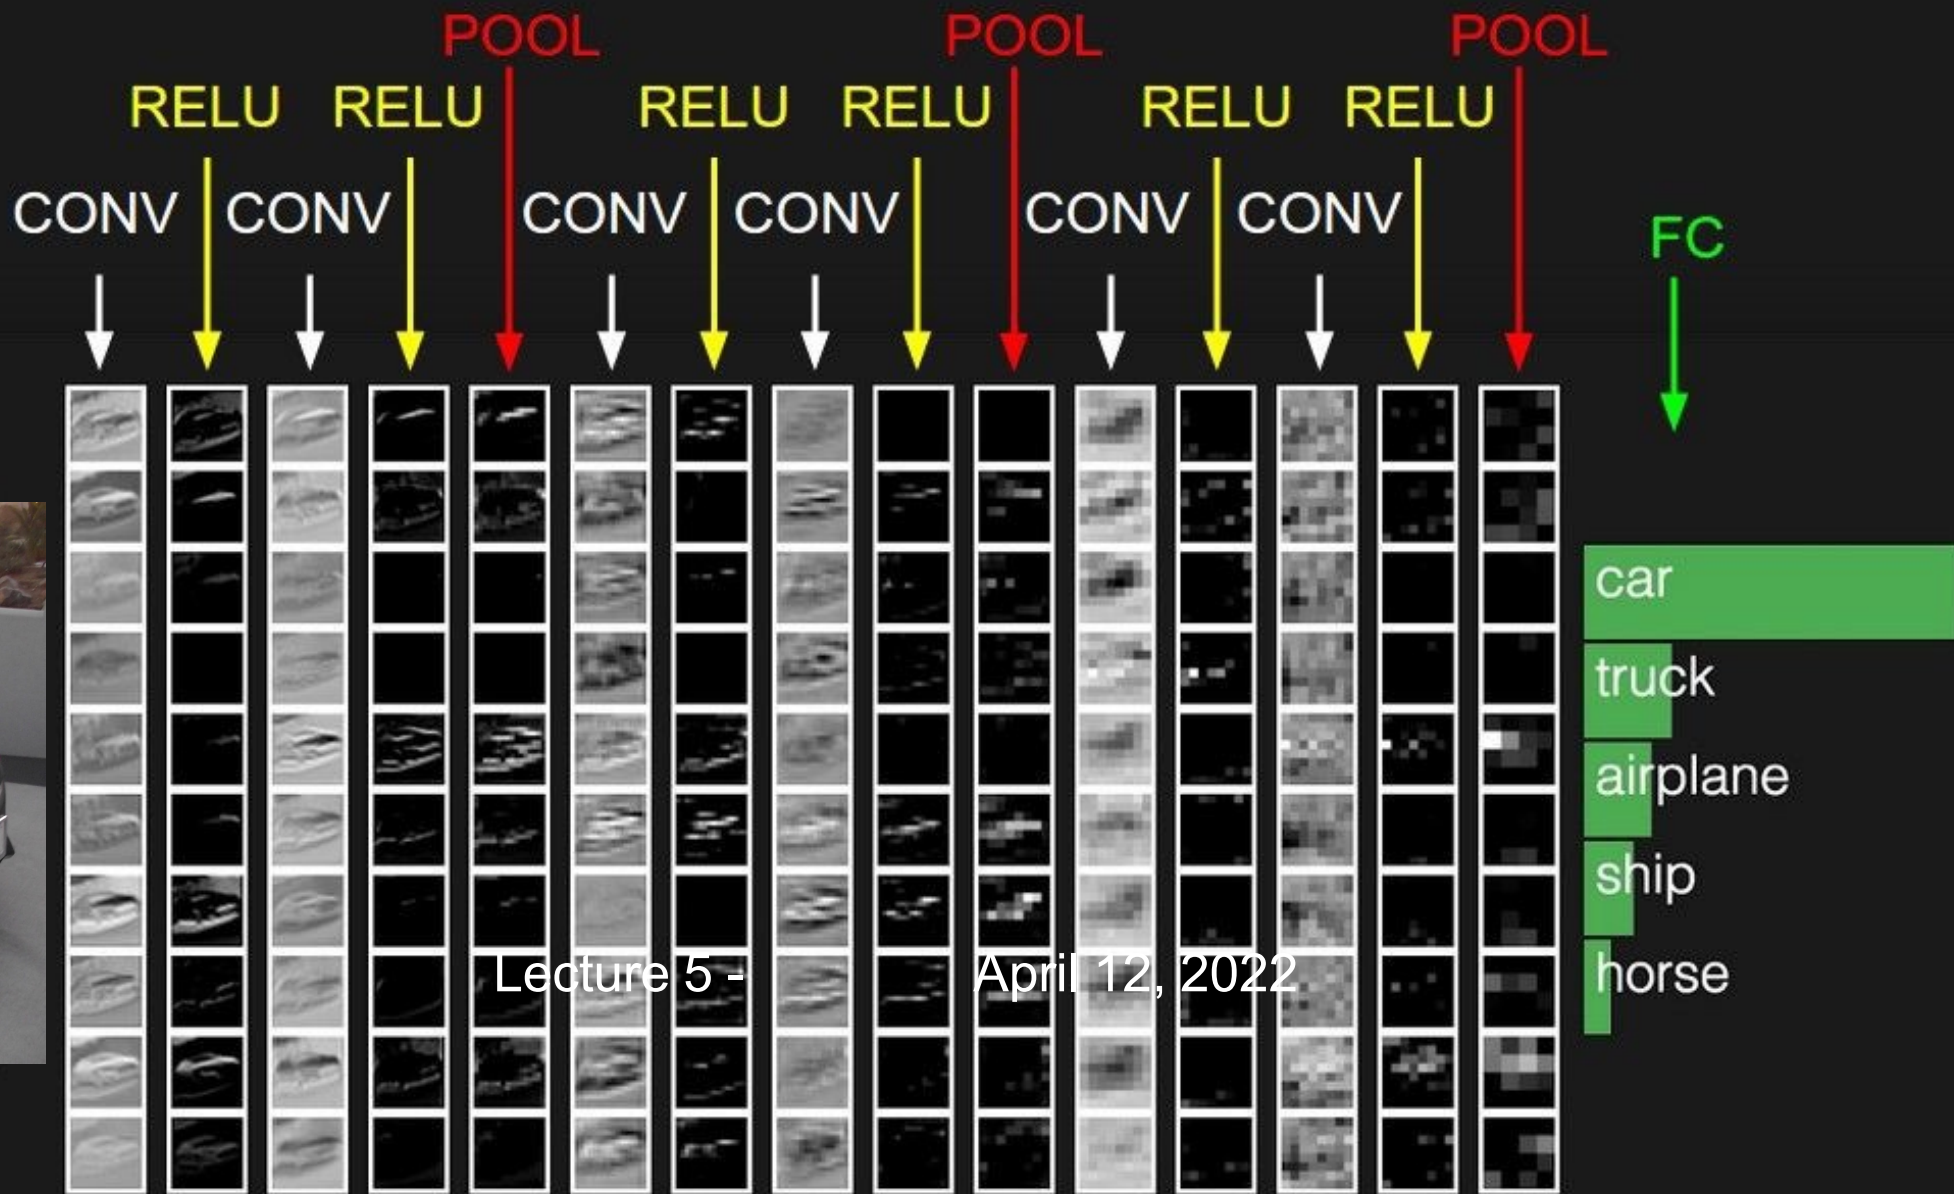 POOL POOL POOL
RELU RELU RELU RELU RELU RELU
CONV CONV CONV CONV CONV CONV FC
car
truck
airplane
ship
horse
Lecture 5 - April 12, 2022